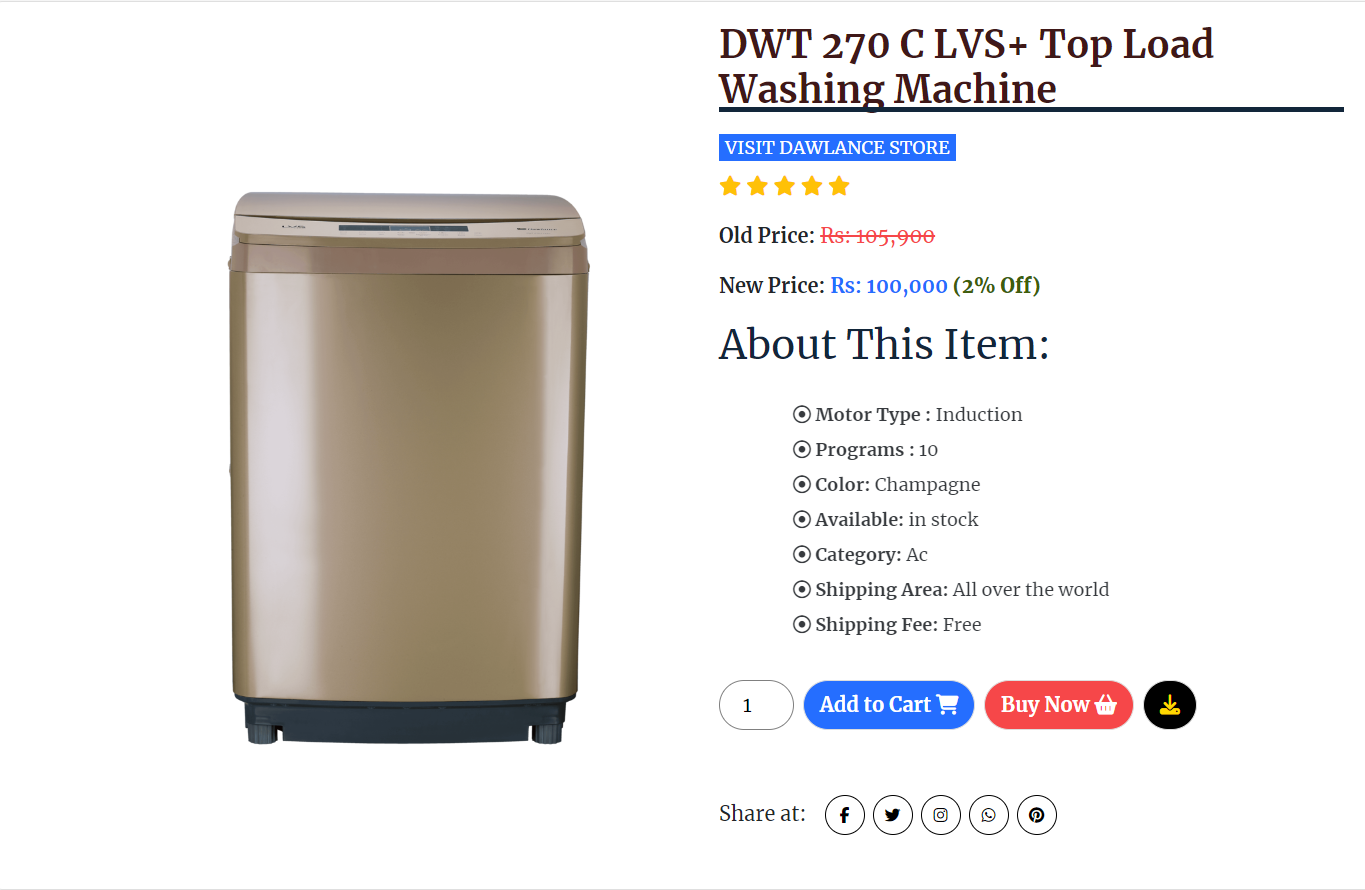 DWT 270 C LVS+ Top Load
Washing Machine
VISIT DAWLANCE STORE
Old Price: Rs: 105,900
New Price: Rs: 100,000 (2% Off)
About This Item:
Motor Type : Induction
Programs : 10
Color: Champagne
Available: in stock
Category: Ac
Shipping Area: All over the world
Shipping Fee: Free
1
Add to Cart
Buy Now
Share at: